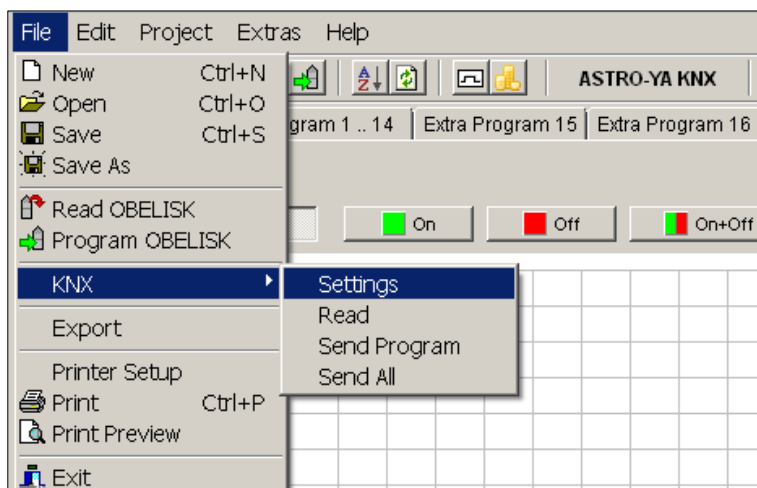 File Edit Project Extras Help
New Ctrl+N
Open Ctrl+O
Save Ctrl+S
Save As
Read OBELISK
Program OBELISK
KNX
Export
Printer Setup
Print Ctrl+P
Print Preview
Exit
Settings
Read
Send Program
Send All
ASTRO-YA KNX
gram 1 .. 14 Extra Program 15 Extra Program 16
On Off On+Off